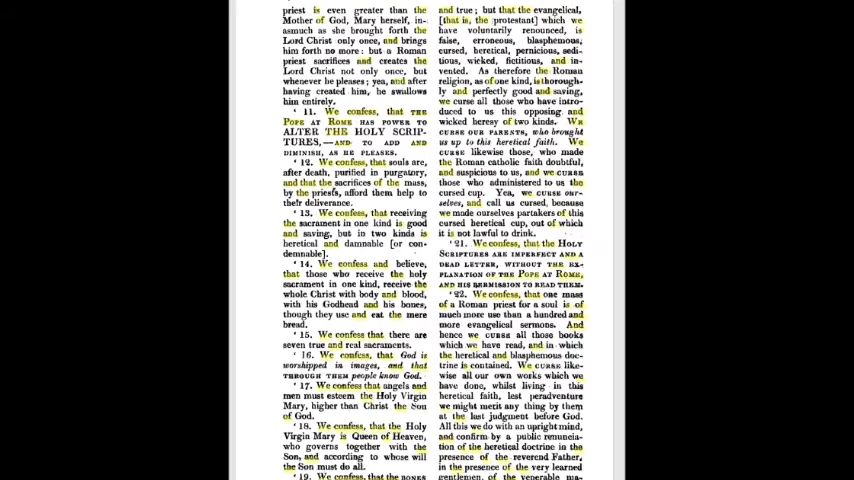 priest is even greater than the
Mother of God, Mary herself, in-
asmuch as she brought forth the
Lord Christ only once, and brings
him forth no more: but a Roman
priest sacrifices and creates the
Lord Christ not only once, but
whenever he pleases; yea, and after
having created him, he swallows
him entirely.
' 11. We confess, that THE
POPE AT ROME HAS POWER TO
ALTER THE HOLY SCRIP-
TURES,—AND TO ADD AND
DIMINISH, AS HE PLEASES.
' 12. We confess, that souls are,
after death, purified in purgatory,
and that the sacrifices of the mass,
by the priests, afford them help to
their deliverance.
' 13. We confess, that receiving
the sacrament in one kind is good
and saving, but in two kinds is
heretical and damnable [or con-
demnable].
' 14. We confess and believe,
that those who receive the holy
sacrament in one kind, receive the
whole Christ with body and blood,
with his Godhead and his bones,
though they use and eat the mere
bread.
' 15. We confess that there are
seven true and real sacraments.
' 16. We confess, that God is
worshipped in images, and that
THROUGH THEM people know God.
' 17. We confess that angels and
men must esteem the Holy Virgin
Mary, higher than Christ the Son
of God.
' 18. We confess, that the Holy
Virgin Mary is Queen of Heaven,
who governs together with the
Son, and according to whose will
the Son must do all.
' 19. We confess, that the BONES
and true; but that the evangelical,
[that is, the protestant] which we
have voluntarily renounced, is
false, erroneous, blasphemous,
cursed, heretical, pernicious, sedi-
tious, wicked, fictitious, and in-
vented. As therefore the Roman
religion, as of one kind, is thorough-
ly and perfectly good and saving,
we curse all those who have intro-
duced to us this opposing and
wicked heresy of two kinds. WE
CURSE OUR PARENTS, who brought
us up to this heretical faith. We
CURSE likewise those, who made
the Roman catholic faith doubtful,
and suspicious to us, and we CURSE
those who administered to us the
cursed cup. Yea, we CURSE our-
selves, and call us cursed, because
we made ourselves partakers of this
cursed heretical cup, out of which
it is not lawful to drink.
' 21. We confess, that the HOLY
SCRIPTURES ARE IMPERFECT AND A
DEAD LETTER, WITHOUT THE EX-
PLANATION OF THE POPE AT ROME,
AND HIS PERMISSION TO READ THEM.
' 22. We confess, that one mass
of a Roman priest for a soul is of
much more use than a hundred and
more evangelical sermons. And
hence we CURSE all those books
which we have read, and in which
the heretical and blasphemous doc-
trine is contained. We CURSE like-
wise all our own works which we
have done, whilst living in this
heretical faith, lest peradventure
we might merit any thing by them
at the last judgment before God.
All this we do with an upright mind,
and confirm by a public renuncia-
tion of the heretical doctrine in the
presence of the reverend Father,
in the presence of the very learned
gentlemen, of the venerable ma-